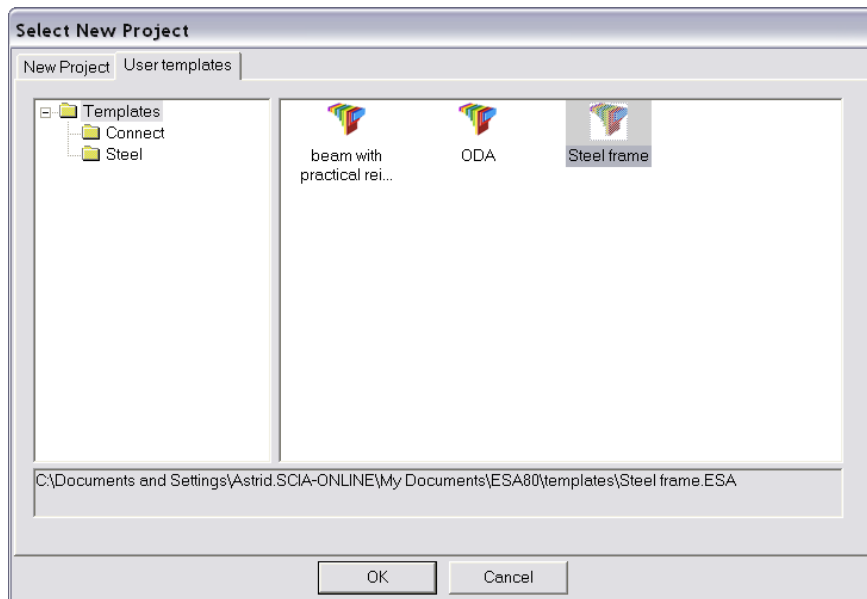 Select New Project
New Project
User templates
Templates
Connect
Steel
beam with
practical rei...
ODA
Steel frame
C:\Documents and Settings\Astrid.SCIA-ONLINE\My Documents\ESA80\templates\Steel frame.ESA
OK
Cancel